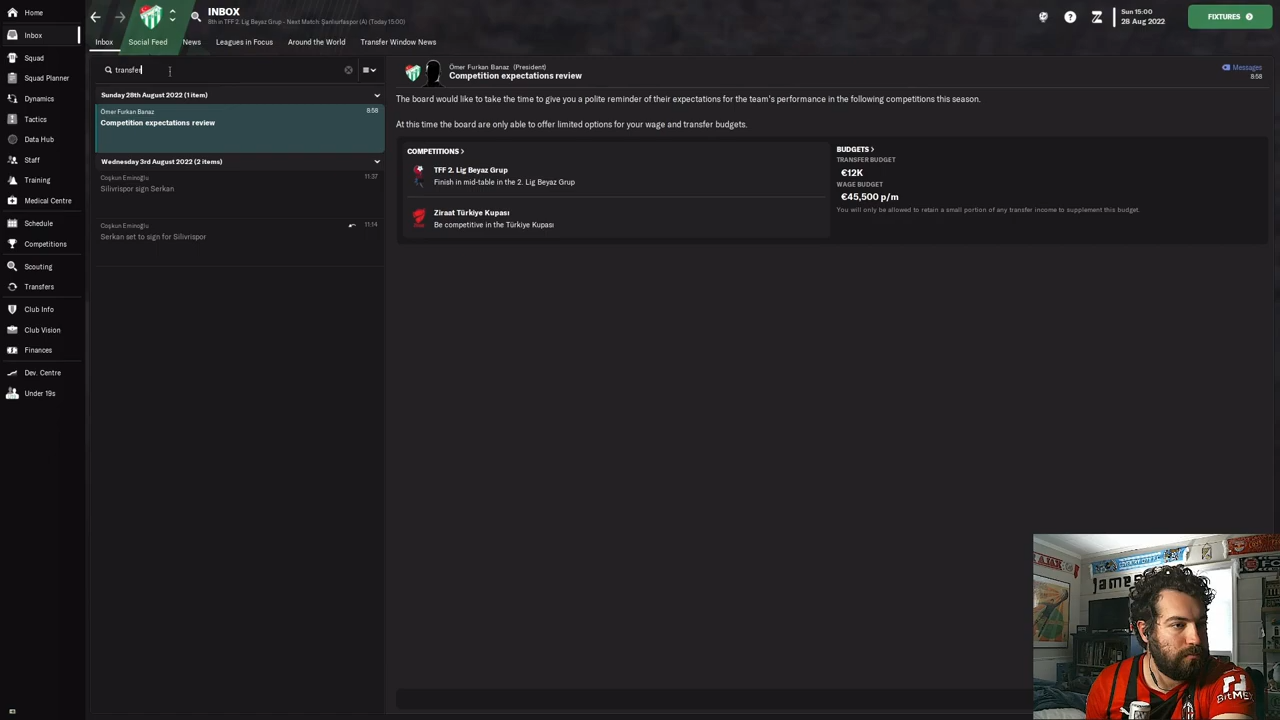 Home
Inbox
Squad
Squad Planner
Dynamics
Tactics
Data Hub
Staff
Training
Medical Centre
Schedule
Competitions
Scouting
Transfers
Club Info
Club Vision
Finances
Dev. Centre
Under 19s
INBOX
8th in TFF 2. Lig Beyaz Grup - Next Match: Şanlıurfaspor (A) (Today 15:00)
Sun 15:00
28 Aug 2022
FIXTURES
Inbox
Social Feed
News
Leagues in Focus
Around the World
Transfer Window News
transfer
Sunday 28th August 2022 (1 item)
Ömer Furkan Banaz
8:58
Competition expectations review
Wednesday 3rd August 2022 (2 items)
Coşkun Eminoğlu
11:37
Silivrispor sign Serkan
Coşkun Eminoğlu
11:14
Serkan set to sign for Silivrispor
Ömer Furkan Banaz (President)
Competition expectations review
Messages
8:58
The board would like to take the time to give you a polite reminder of their expectations for the team's performance in the following competitions this season.
At this time the board are only able to offer limited options for your wage and transfer budgets.
COMPETITIONS >
TFF 2. Lig Beyaz Grup
Finish in mid-table in the 2. Lig Beyaz Grup
Ziraat Türkiye Kupası
Be competitive in the Türkiye Kupası
BUDGETS >
TRANSFER BUDGET
€12K
WAGE BUDGET
€45,500 p/m
You will only be allowed to retain a small portion of any transfer income to supplement this budget.
james
BitMEX